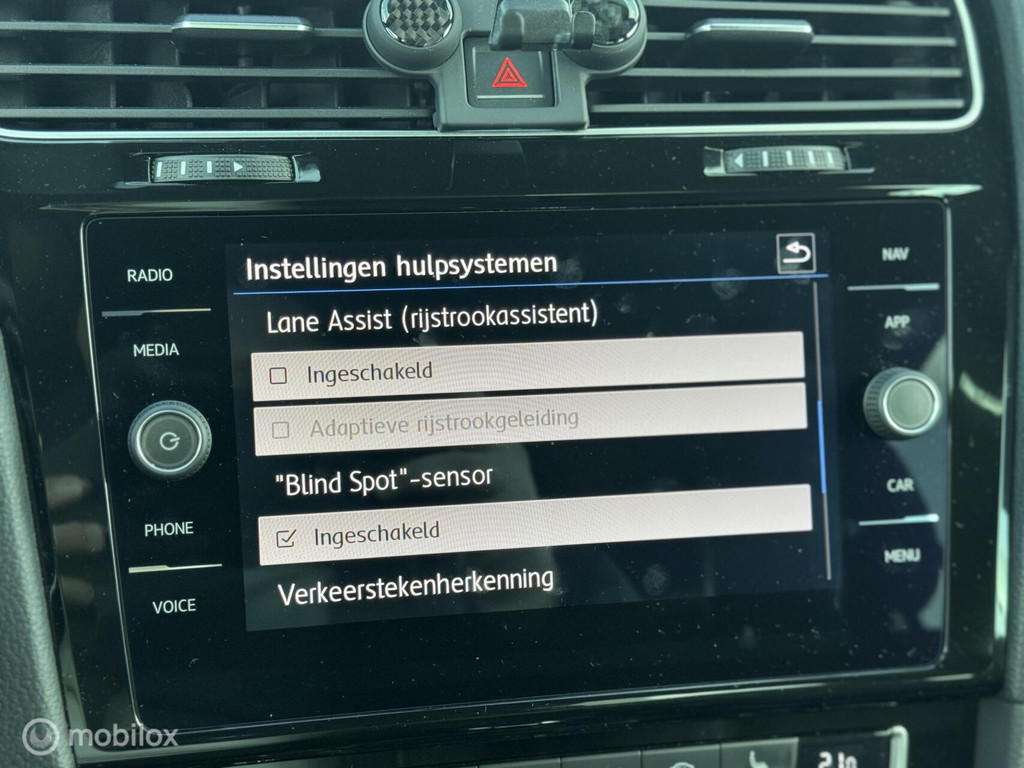 RADIO
MEDIA
PHONE
VOICE
Instellingen hulpsystemen
Lane Assist (rijstrookassistent)
Ingeschakeld
Adaptieve rijstrookgeleiding
"Blind Spot"-sensor
Ingeschakeld
Verkeerstekenherkenning
NAV
APP
CAR
MENU
mobilox